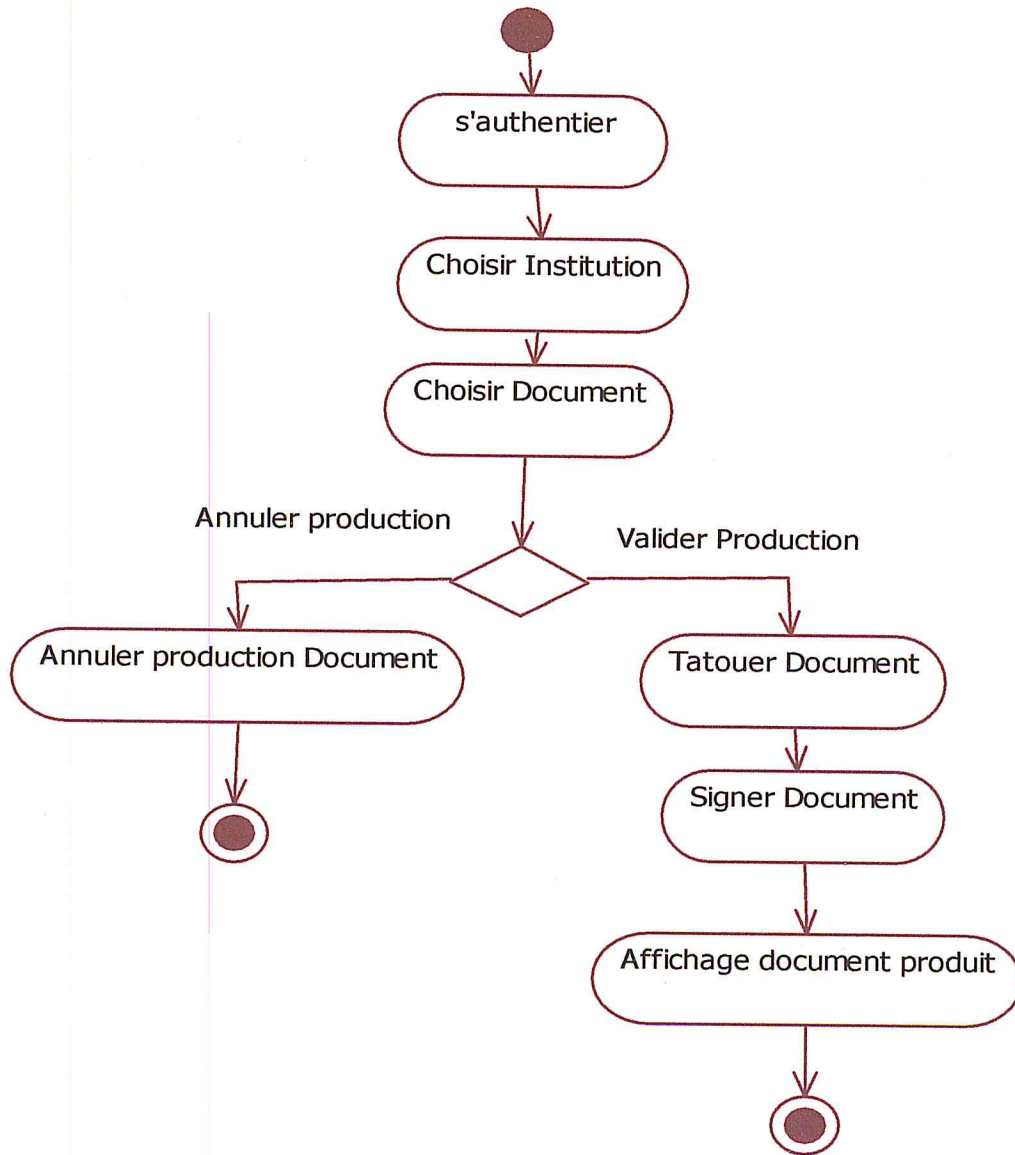 s'authentier
Choisir Institution
Choisir Document
Annuler production
Valider Production
Annuler production Document
Tatouer Document
Signer Document
Affichage document produit